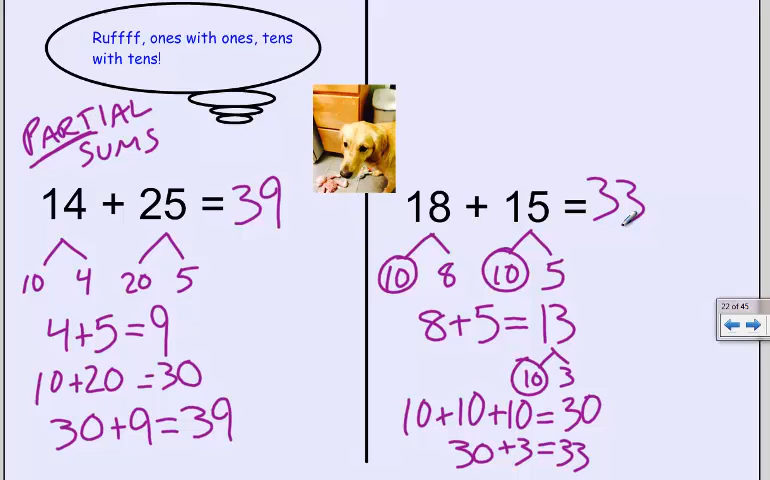 Ruffff, ones with ones, tens
with tens!
PARTIAL
SUMS
14 + 25 = 39
10 4 20 5
4+5=9
10+20=30
30+9=39
18 + 15 = 33
10 8 10 5
8+5=13
10 3
10+10+10=30
30+3=33
22 of 45